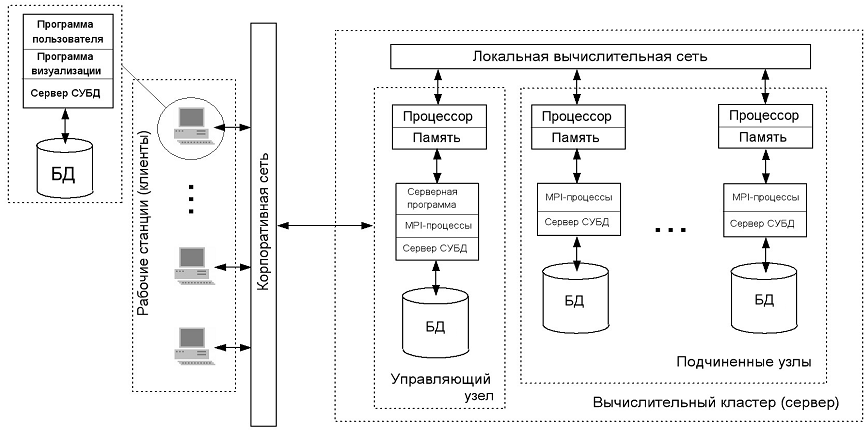 Программа
пользователя
Программа
визуализации
Сервер СУБД
БД
Рабочие станции (клиенты)
Корпоративная сеть
Локальная вычислительная сеть
Процессор
Память
Серверная
программа
MPI-процессы
Сервер СУБД
БД
Управляющий
узел
Процессор
Память
MPI-процессы
Сервер СУБД
БД
Процессор
Память
MPI-процессы
Сервер СУБД
БД
Подчиненные узлы
Вычислительный кластер (сервер)